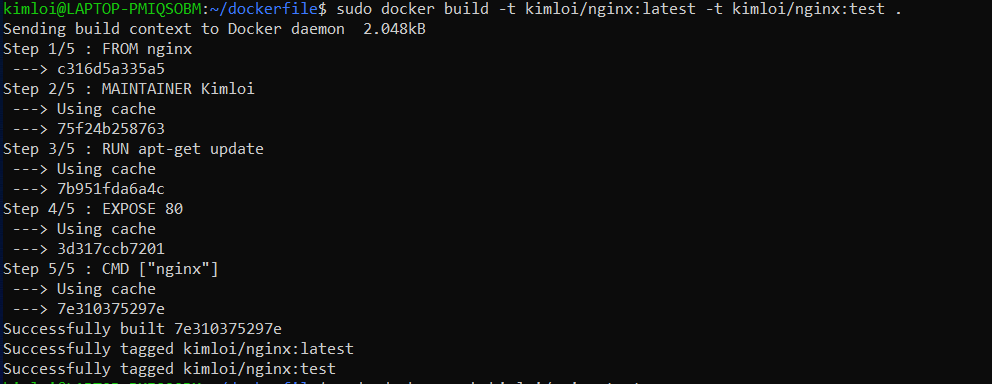 kimloi@LAPTOP-PMIQSOBM:~/dockerfile$ sudo docker build -t kimloi/nginx:latest -t kimloi/nginx:test .
Sending build context to Docker daemon  2.048kB
Step 1/5 : FROM nginx
 ---> c316d5a335a5
Step 2/5 : MAINTAINER Kimloi
 ---> Using cache
 ---> 75f24b258763
Step 3/5 : RUN apt-get update
 ---> Using cache
 ---> 7b951fda6a4c
Step 4/5 : EXPOSE 80
 ---> Using cache
 ---> 3d317ccb7201
Step 5/5 : CMD ["nginx"]
 ---> Using cache
 ---> 7e310375297e
Successfully built 7e310375297e
Successfully tagged kimloi/nginx:latest
Successfully tagged kimloi/nginx:test